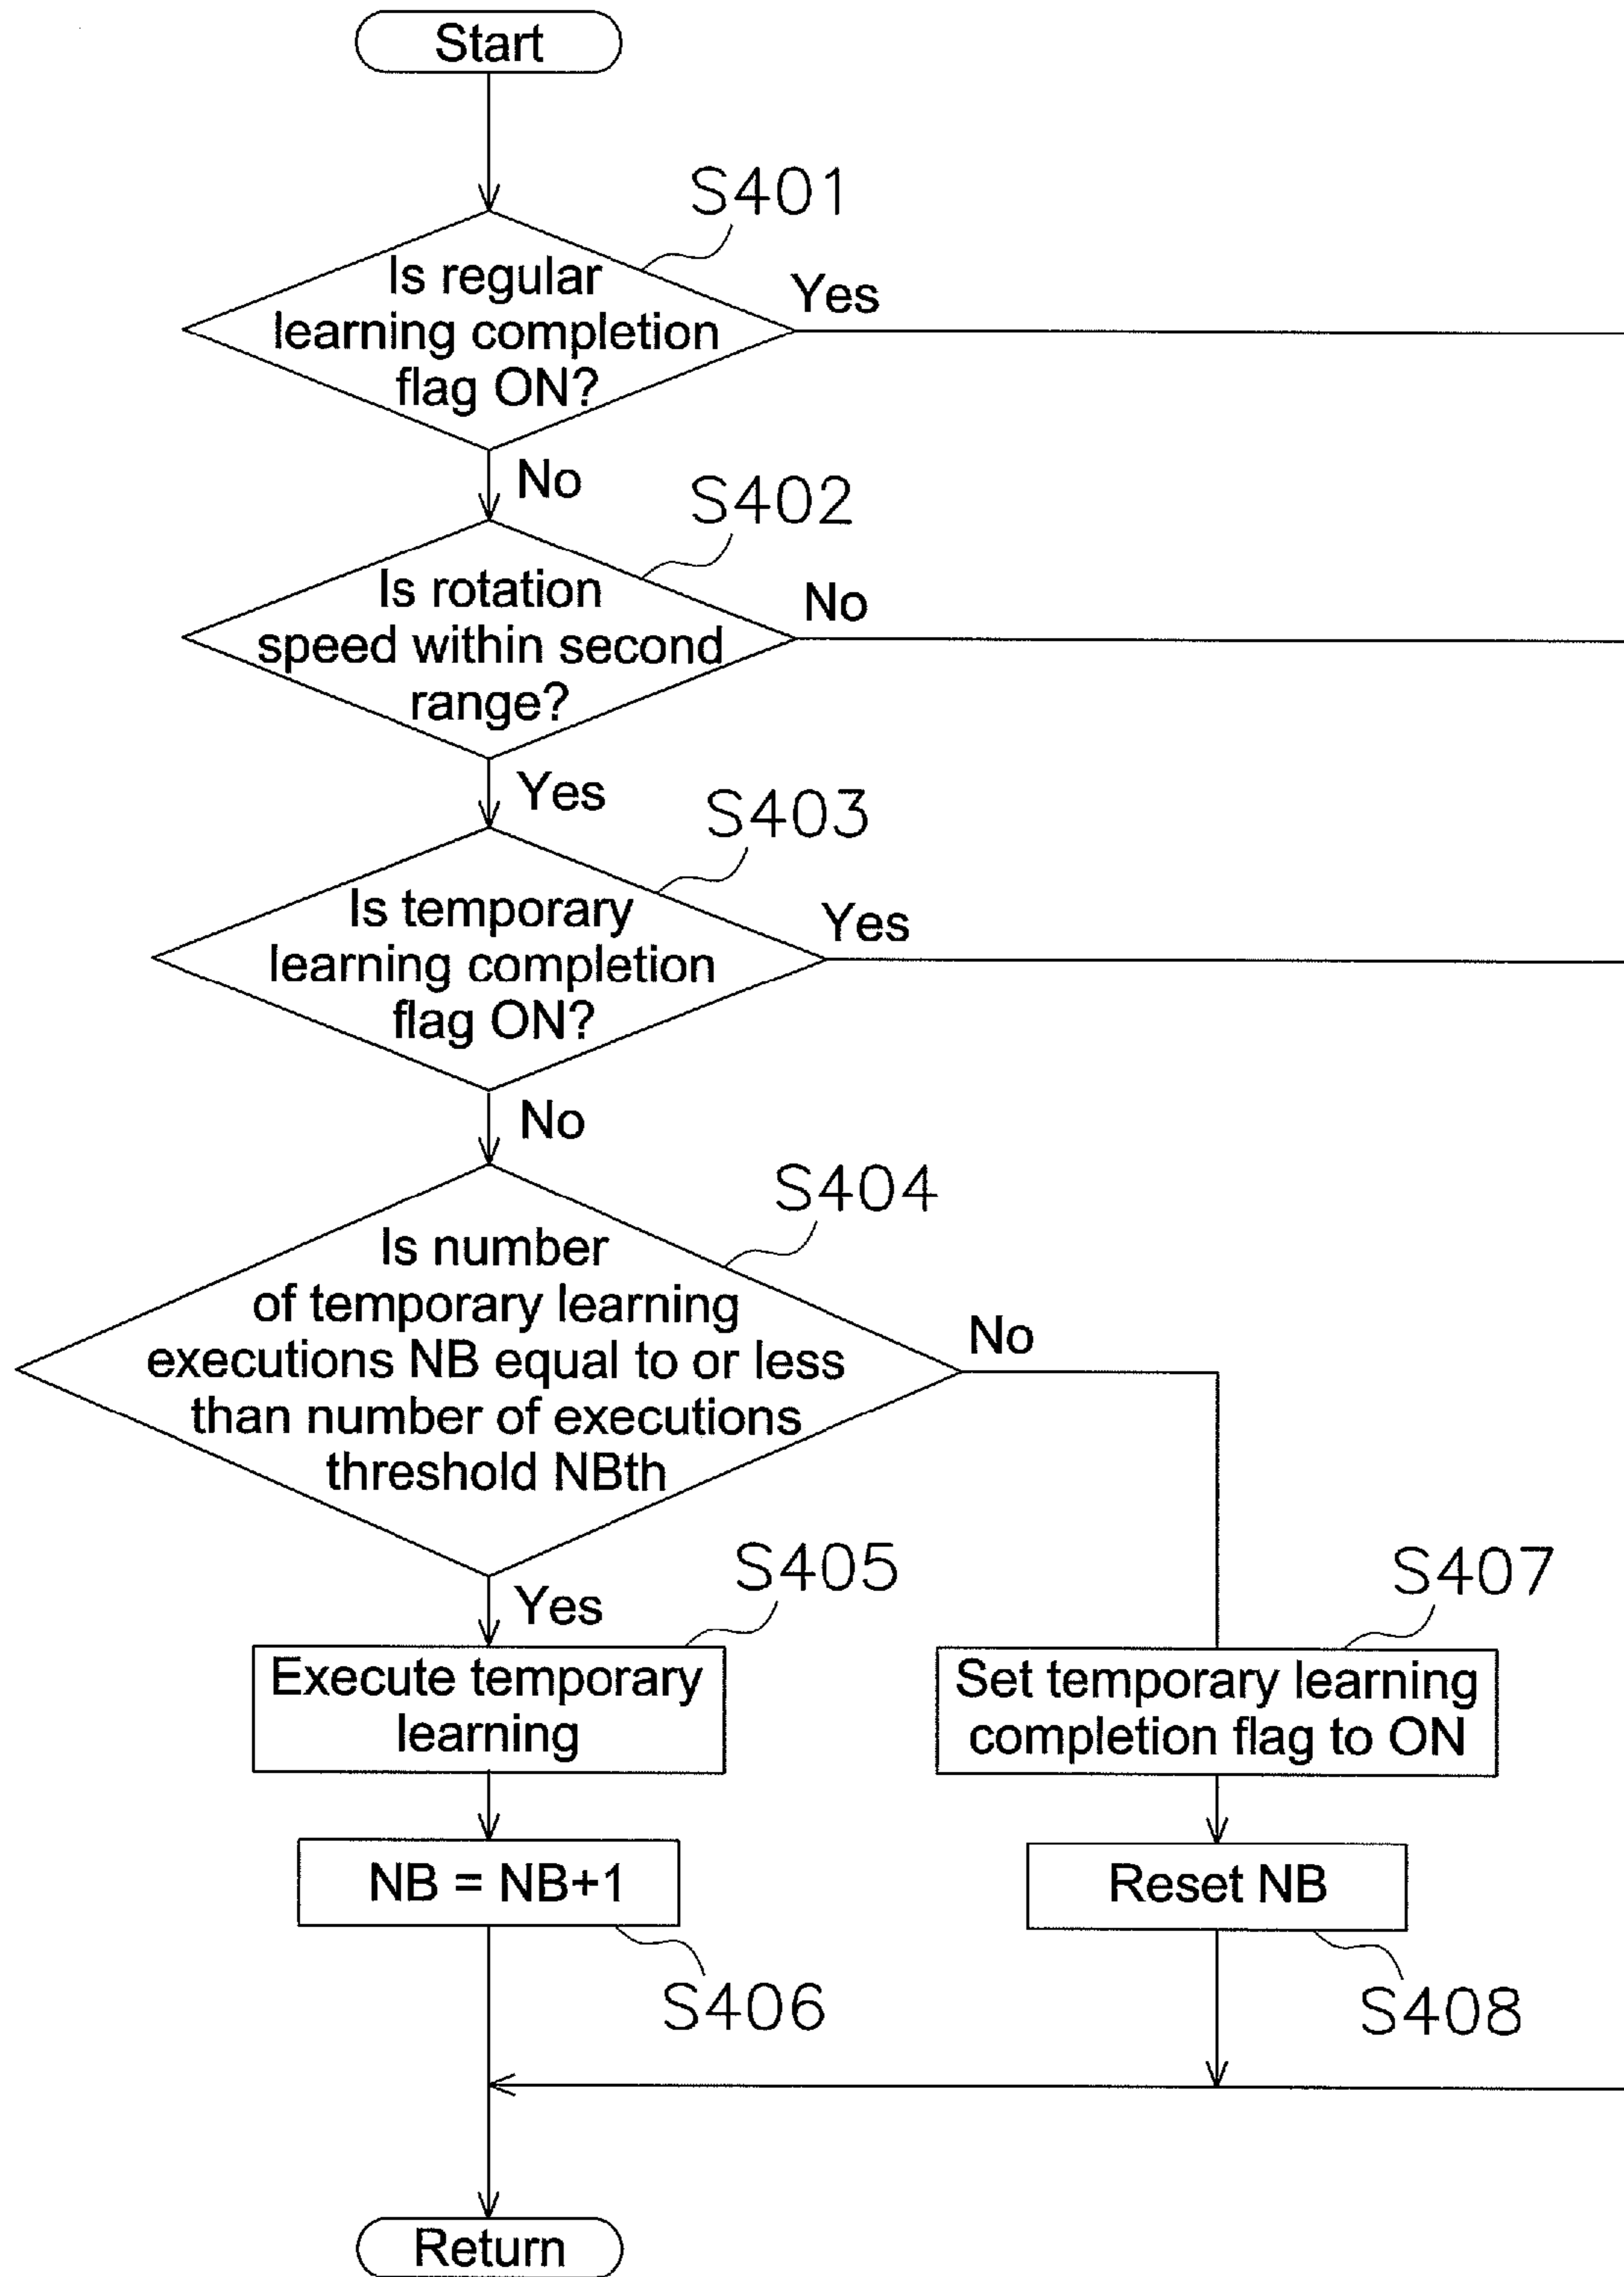 Start
S401
Is regular
learning completion
flag ON?
Yes
No
S402
Is rotation
speed within second
range?
No
Yes
S403
Is temporary
learning completion
flag ON?
Yes
No
S404
Is number
of temporary learning
executions NB equal to or less
than number of executions
threshold NBth
No
Yes
S405
Execute temporary
learning
S407
Set temporary learning
completion flag to ON
NB = NB+1
S406
Reset NB
S408
Return